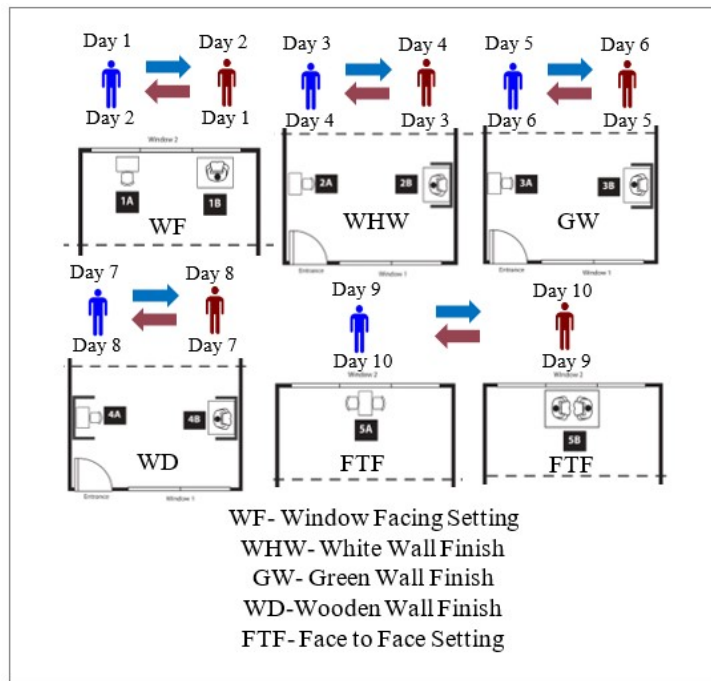 Day 1 Day 2 Day 3 Day 4 Day 5 Day 6
Day 2 Day 1 Day 4 Day 3 Day 6 Day 5
Window 2
1A 1B
WF
2A 2B
WHW
Entrance Window 1
3A 3B
GW
Entrance Window 1
Day 7 Day 8 Day 9 Day 10
Day 8 Day 7 Day 10 Day 9
4A 4B
WD
Entrance Window 1
Window 2
5A
FTF
Window 2
5B
FTF
WF- Window Facing Setting
WHW- White Wall Finish
GW- Green Wall Finish
WD-Wooden Wall Finish
FTF- Face to Face Setting